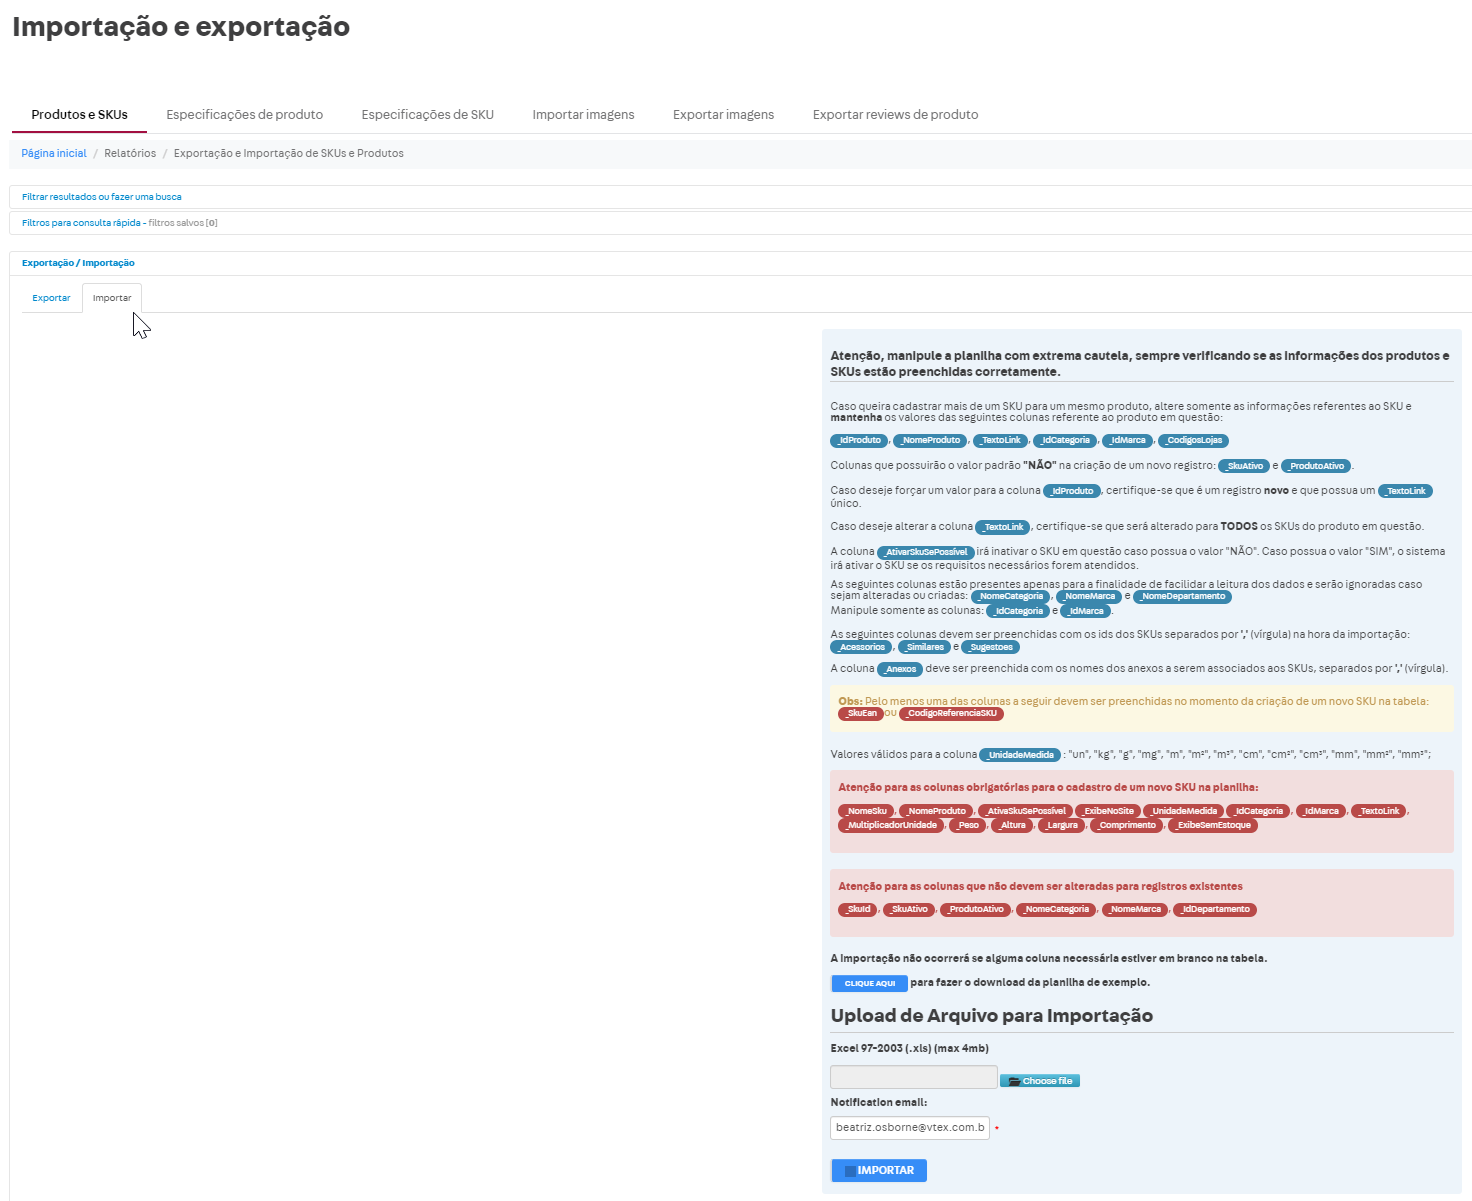 Importação e exportação
Produtos e SKUs Especificações de produto Especificações de SKU Importar imagens Exportar imagens Exportar reviews de produto
Página inicial / Relatórios / Exportação e Importação de SKUs e Produtos
Filtrar resultados ou fazer uma busca
Filtros para consulta rápida - filtros salvos [0]
Exportação / Importação
Exportar Importar
Atenção, manipule a planilha com extrema cautela, sempre verificando se as informações dos produtos e
SKUs estão preenchidas corretamente.
Caso queira cadastrar mais de um SKU para um mesmo produto, altere somente as informações referentes ao SKU e
mantenha os valores das seguintes colunas referente ao produto em questão:
_IdProduto, _NomeProduto, _TextoLink, _IdCategoria, _IdMarca, _CodigosLojas
Colunas que possuirão o valor padrão "NÃO" na criação de um novo registro: _SkuAtivo e _ProdutoAtivo.
Caso deseje forçar um valor para a coluna _IdProduto, certifique-se que é um registro novo e que possua um _TextoLink
único.
Caso deseje alterar a coluna _TextoLink, certifique-se que será alterado para TODOS os SKUs do produto em questão.
A coluna _AtivarSkuSePossível irá inativar o SKU em questão caso possua o valor "NÃO". Caso possua o valor "SIM", o sistema
irá ativar o SKU se os requisitos necessários forem atendidos.
As seguintes colunas estão presentes apenas para a finalidade de facilidar a leitura dos dados e serão ignoradas caso
sejam alteradas ou criadas: _NomeCategoria, _NomeMarca e _NomeDepartamento
Manipule somente as colunas: _IdCategoria e _IdMarca.
As seguintes colunas devem ser preenchidas com os ids dos SKUs separados por ',' (vírgula) na hora da importação:
_Acessorios, _Similares e _Sugestoes
A coluna _Anexos deve ser preenchida com os nomes dos anexos a serem associados aos SKUs, separados por ',' (vírgula).
Obs: Pelo menos uma das colunas a seguir devem ser preenchidas no momento da criação de um novo SKU na tabela:
_SkuEan ou _CodigoReferenciaSKU
Valores válidos para a coluna _UnidadeMedida : "un", "kg", "g", "mg", "m", "m²", "m³", "cm", "cm²", "cm³", "mm", "mm²", "mm³";
Atenção para as colunas obrigatórias para o cadastro de um novo SKU na planilha:
_NomeSku, _NomeProduto, _AtivaSkuSePossível _ExibeNoSite _UnidadeMedida _IdCategoria, _IdMarca, _TextoLink,
_MultiplicadorUnidade, _Peso, _Altura, _Largura, _Comprimento, _ExibeSemEstoque
Atenção para as colunas que não devem ser alteradas para registros existentes
_SkuId, _SkuAtivo, _ProdutoAtivo, _NomeCategoria, _NomeMarca, _IdDepartamento
A importação não ocorrerá se alguma coluna necessária estiver em branco na tabela.
CLIQUE AQUI para fazer o download da planilha de exemplo.
Upload de Arquivo para Importação
Excel 97-2003 (.xls) (max 4mb)
Choose file
Notification email:
beatriz.osborne@vtex.com.b *
IMPORTAR